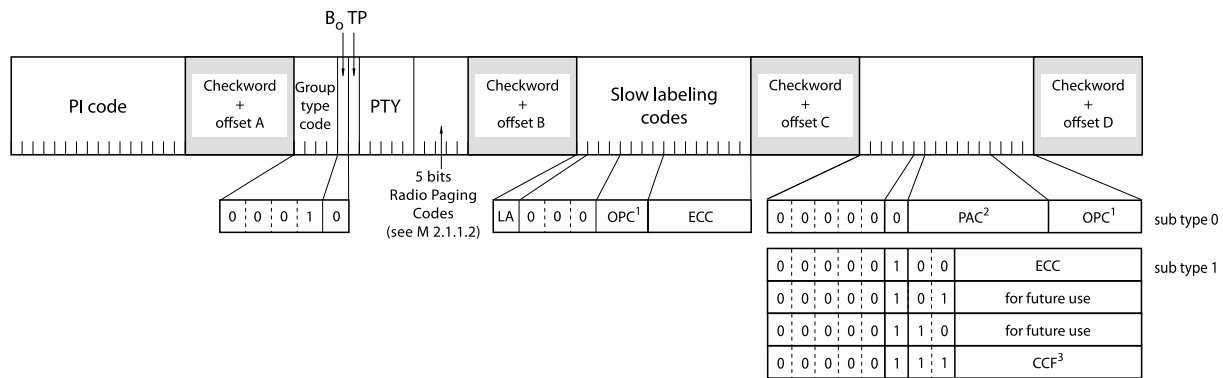 B₀ TP
PI code
Checkword
+
offset A
Group
type
code
PTY
Checkword
+
offset B
Slow labeling
codes
Checkword
+
offset C
Checkword
+
offset D
5 bits
Radio Paging
Codes
(see M 2.1.1.2)
0 0 0 1 0
LA 0 0 0 OPC¹ ECC
0 0 0 0 0 0 PAC² OPC¹ sub type 0
0 0 0 0 0 1 0 0 ECC sub type 1
0 0 0 0 0 1 0 1 for future use
0 0 0 0 0 1 1 0 for future use
0 0 0 0 0 1 1 1 CCF³